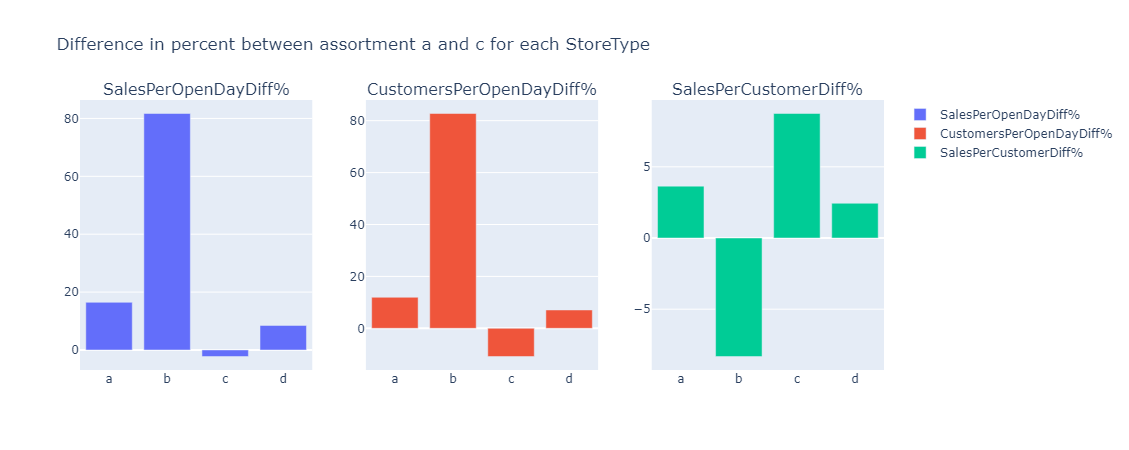 Difference in percent between assortment a and c for each StoreType
SalesPerOpenDayDiff%
80
60
40
20
0
a b c d
CustomersPerOpenDayDiff%
80
60
40
20
0
a b c d
SalesPerCustomerDiff%
5
0
−5
a b c d
SalesPerOpenDayDiff%
CustomersPerOpenDayDiff%
SalesPerCustomerDiff%